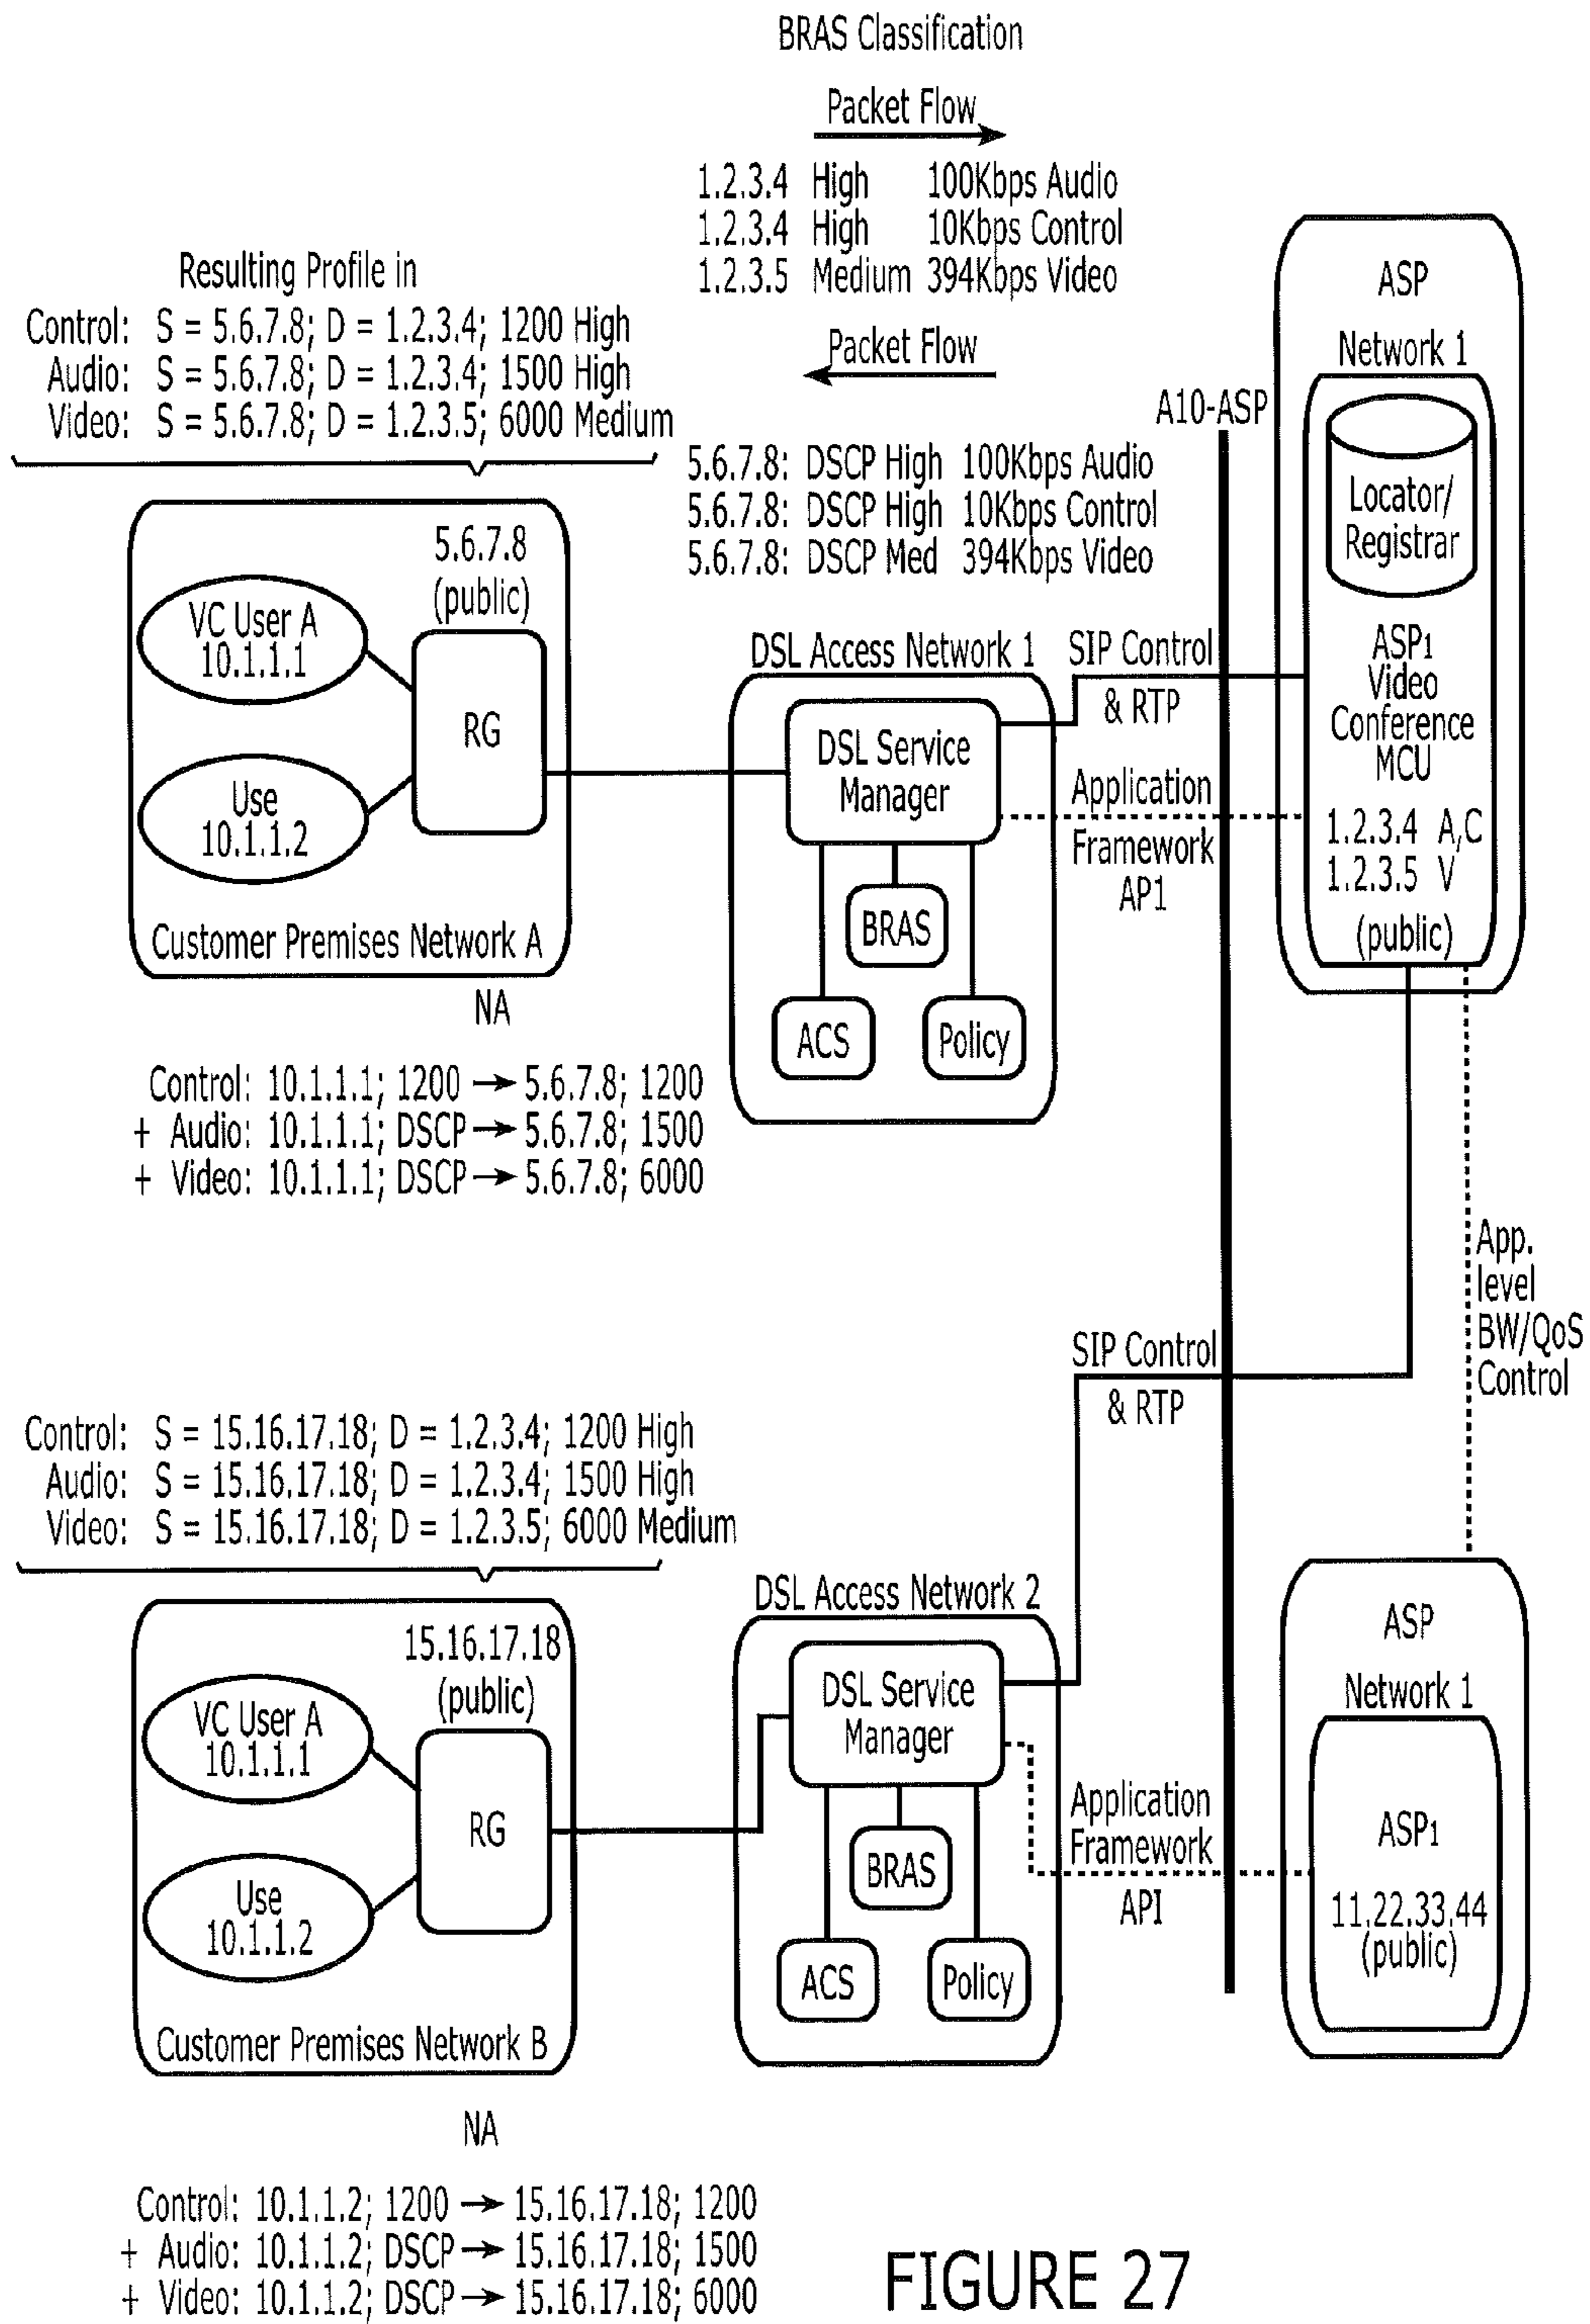 BRAS Classification
Packet Flow
1.2.3.4 High 100Kbps Audio
1.2.3.4 High 10Kbps Control
1.2.3.5 Medium 394Kbps Video
Packet Flow
5.6.7.8: DSCP High 100Kbps Audio
5.6.7.8: DSCP High 10Kbps Control
5.6.7.8: DSCP Med 394Kbps Video
Resulting Profile in
Control: S = 5.6.7.8; D = 1.2.3.4; 1200 High
Audio: S = 5.6.7.8; D = 1.2.3.4; 1500 High
Video: S = 5.6.7.8; D = 1.2.3.5; 6000 Medium
5.6.7.8
(public)
VC User A
10.1.1.1
RG
Use
10.1.1.2
Customer Premises Network A
NA
Control: 10.1.1.1; 1200 → 5.6.7.8; 1200
+ Audio: 10.1.1.1; DSCP → 5.6.7.8; 1500
+ Video: 10.1.1.1; DSCP → 5.6.7.8; 6000
DSL Access Network 1
DSL Service
Manager
BRAS
ACS
Policy
A10-ASP
SIP Control
& RTP
Application
Framework
AP1
ASP
Network 1
Locator/
Registrar
ASP1
Video
Conference
MCU
1.2.3.4 A,C
1.2.3.5 V
(public)
App.
level
BW/QoS
Control
SIP Control
& RTP
Control: S = 15.16.17.18; D = 1.2.3.4; 1200 High
Audio: S = 15.16.17.18; D = 1.2.3.4; 1500 High
Video: S = 15.16.17.18; D = 1.2.3.5; 6000 Medium
15.16.17.18
(public)
VC User A
10.1.1.1
RG
Use
10.1.1.2
Customer Premises Network B
NA
Control: 10.1.1.2; 1200 → 15.16.17.18; 1200
+ Audio: 10.1.1.2; DSCP → 15.16.17.18; 1500
+ Video: 10.1.1.2; DSCP → 15.16.17.18; 6000
DSL Access Network 2
DSL Service
Manager
BRAS
ACS
Policy
Application
Framework
API
ASP
Network 1
ASP1
11.22.33.44
(public)
FIGURE 27